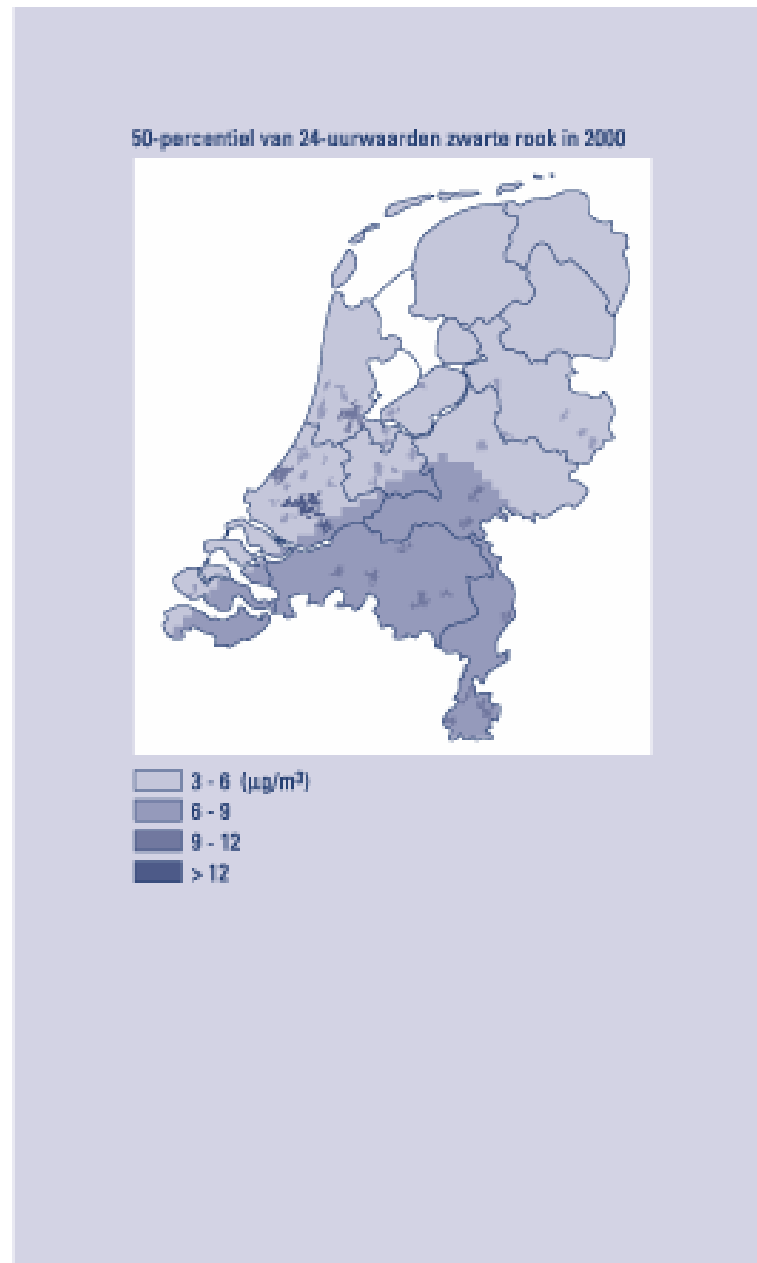 50-percentiel van 24-uurwaarden zwarte rook in 2000
3 - 6 (µg/m³)
6 - 9
9 - 12
> 12